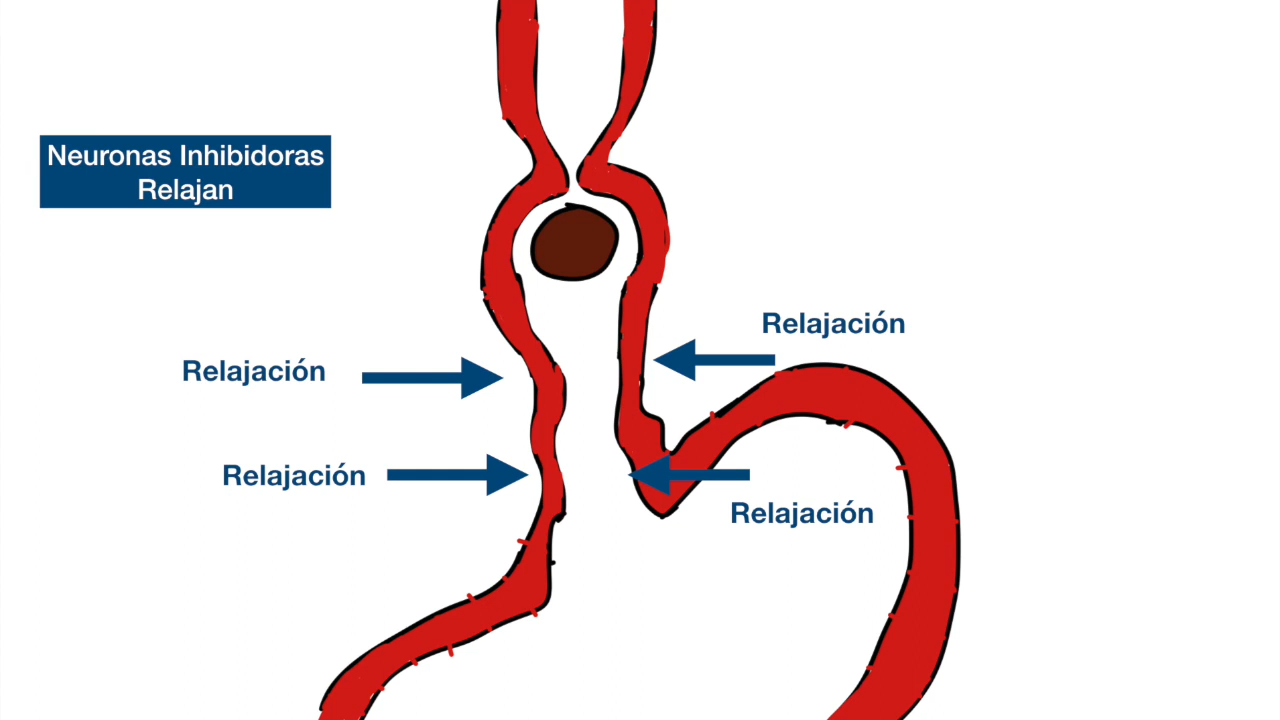 Neuronas Inhibidoras
Relajan
Relajación
Relajación
Relajación
Relajación